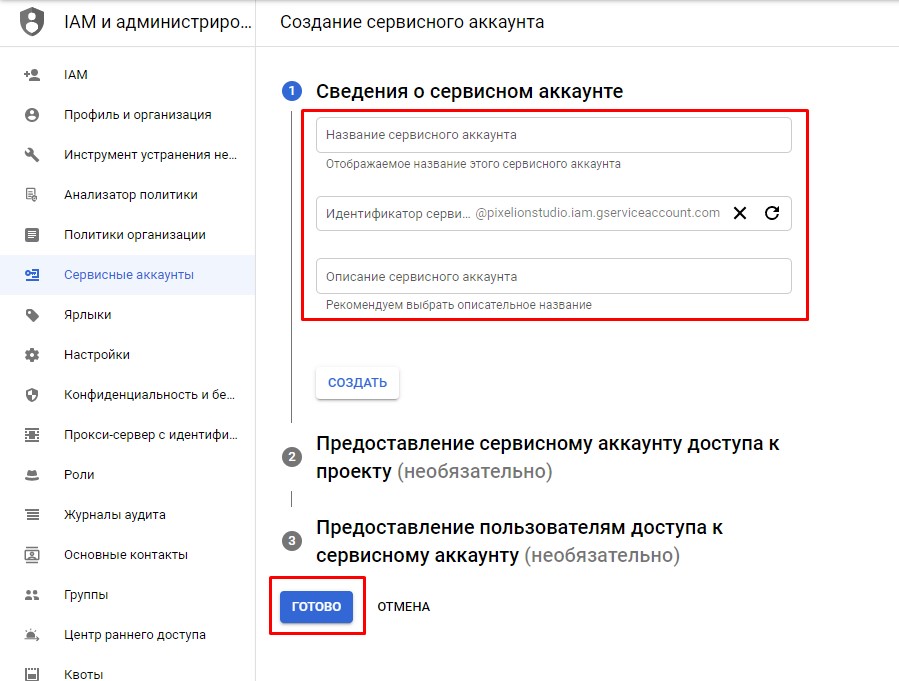 IAM и администриро...
Создание сервисного аккаунта
IAM
Профиль и организация
Инструмент устранения не...
Анализатор политики
Политики организации
Сервисные аккаунты
Ярлыки
Настройки
Конфиденциальность и бе...
Прокси-сервер с идентифи...
Роли
Журналы аудита
Основные контакты
Группы
Центр раннего доступа
Квоты
1 Сведения о сервисном аккаунте
Название сервисного аккаунта
Отображаемое название этого сервисного аккаунта
Идентификатор серви... @pixelionstudio.iam.gserviceaccount.com
Описание сервисного аккаунта
Рекомендуем выбрать описательное название
СОЗДАТЬ
2 Предоставление сервисному аккаунту доступа к
проекту (необязательно)
3 Предоставление пользователям доступа к
сервисному аккаунту (необязательно)
ГОТОВО ОТМЕНА